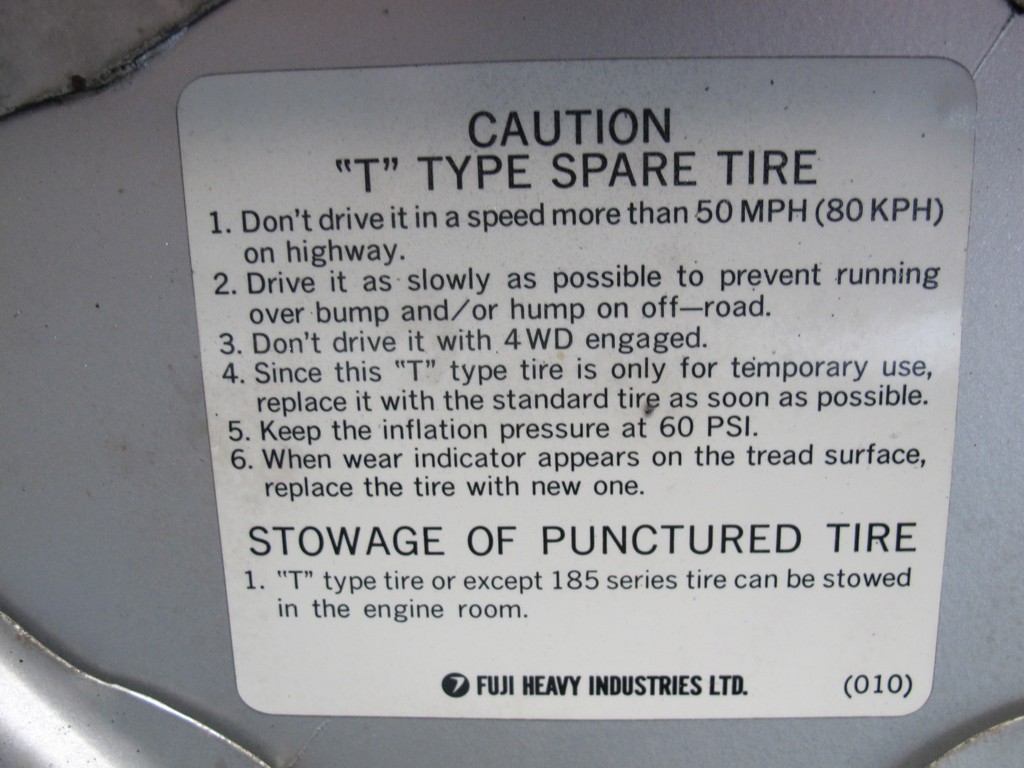 CAUTION
"T" TYPE SPARE TIRE
1. Don't drive it in a speed more than 50 MPH (80 KPH)
on highway.
2. Drive it as slowly as possible to prevent running
over bump and/or hump on off—road.
3. Don't drive it with 4WD engaged.
4. Since this "T" type tire is only for temporary use,
replace it with the standard tire as soon as possible.
5. Keep the inflation pressure at 60 PSI.
6. When wear indicator appears on the tread surface,
replace the tire with new one.
STOWAGE OF PUNCTURED TIRE
1. "T" type tire or except 185 series tire can be stowed
in the engine room.
FUJI HEAVY INDUSTRIES LTD. (010)